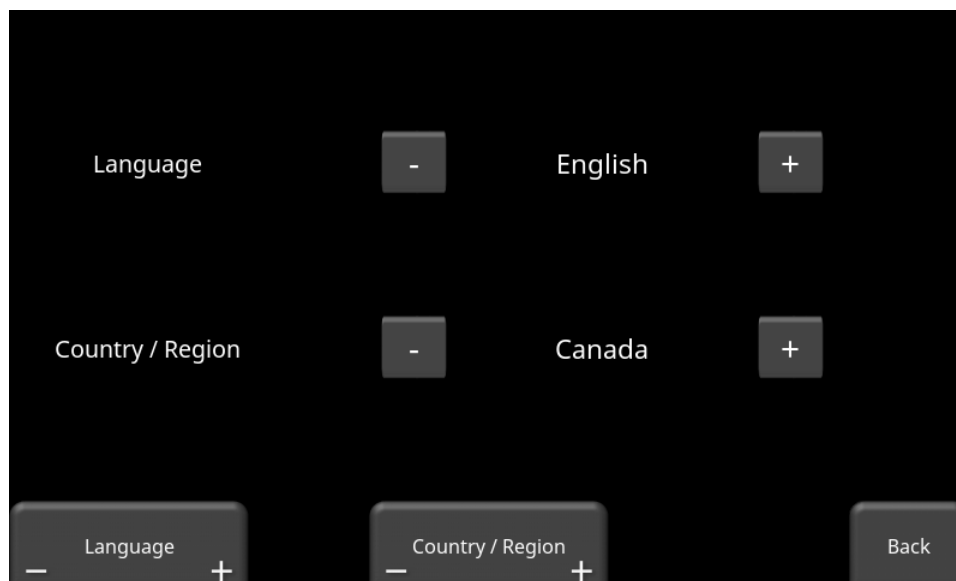 Language - English +
Country / Region - Canada +
Language Country / Region Back
− + − +